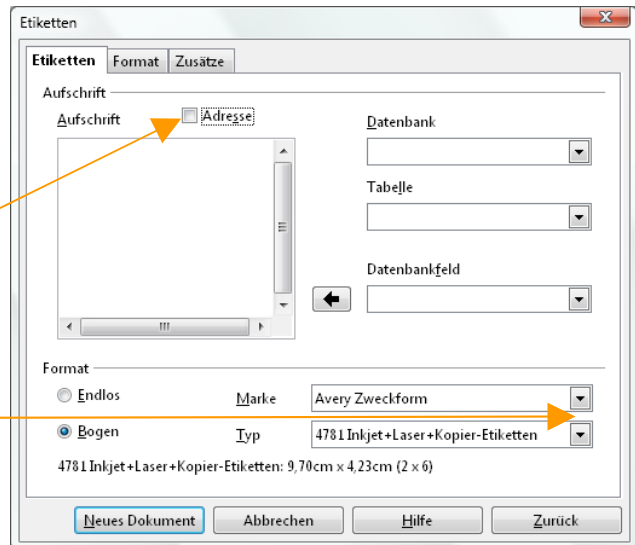 Etiketten
Etiketten Format Zusätze
Aufschrift
Aufschrift Adresse
Datenbank
Tabelle
Datenbankfeld
Format
Endlos Marke Avery Zweckform
Bogen Typ 4781 Inkjet+Laser+Kopier-Etiketten
4781 Inkjet+Laser+Kopier-Etiketten: 9,70cm x 4,23cm (2 x 6)
Neues Dokument Abbrechen Hilfe Zurück